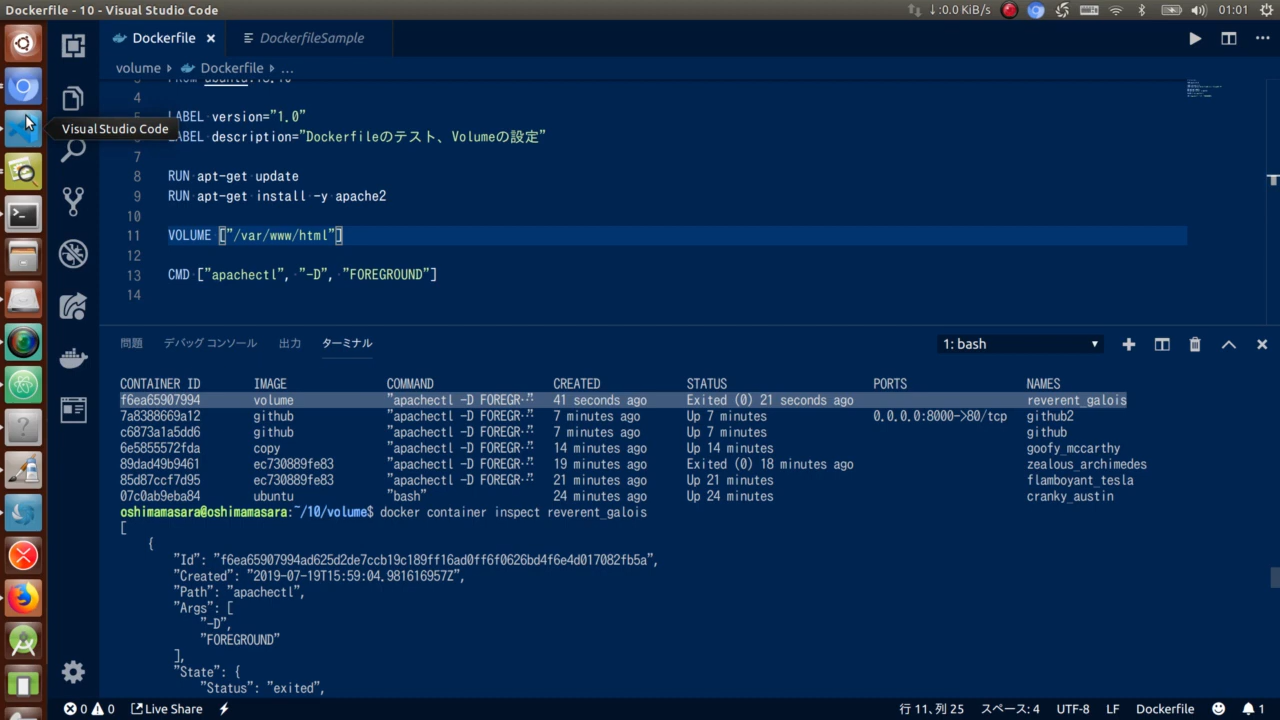 Dockerfile - 10 - Visual Studio Code
↓:0.0 KiB/s
01:01
Dockerfile ×
DockerfileSample
volume Dockerfile …
4
LABEL version="1.0"
Visual Studio Code
LABEL description="Dockerfileのテスト、Volumeの設定"
7
8 RUN apt-get update
9 RUN apt-get install -y apache2
10
11 VOLUME ["/var/www/html"]
12
13 CMD ["apachectl", "-D", "FOREGROUND"]
14
問題 デバッグ コンソール 出力 ターミナル
1: bash
CONTAINER ID IMAGE COMMAND CREATED STATUS PORTS NAMES
f6ea65907994 volume "apachectl -D FOREGR…" 41 seconds ago Exited (0) 21 seconds ago reverent_galois
7a8388669a12 github "apachectl -D FOREGR…" 7 minutes ago Up 7 minutes 0.0.0.0:8000->80/tcp github2
c6873a1a5dd6 github "apachectl -D FOREGR…" 7 minutes ago Up 7 minutes github
6e5855572fda copy "apachectl -D FOREGR…" 14 minutes ago Up 14 minutes goofy_mccarthy
89dad49b9461 ec730889fe83 "apachectl -D FOREGR…" 19 minutes ago Exited (0) 18 minutes ago zealous_archimedes
85d87ccf7d95 ec730889fe83 "apachectl -D FOREGR…" 21 minutes ago Up 21 minutes flamboyant_tesla
07c0ab9eba84 ubuntu "bash" 24 minutes ago Up 24 minutes cranky_austin
oshimamasara@oshimamasara:~/10/volume$ docker container inspect reverent_galois
[
{
"Id": "f6ea65907994ad625d2de7ccb19c189ff16ad0ff6f0626bd4f6e4d017082fb5a",
"Created": "2019-07-19T15:59:04.981616957Z",
"Path": "apachectl",
"Args": [
"-D",
"FOREGROUND"
],
"State": {
"Status": "exited",
0 0 Live Share 行 11、列 25 スペース: 4 UTF-8 LF Dockerfile 1